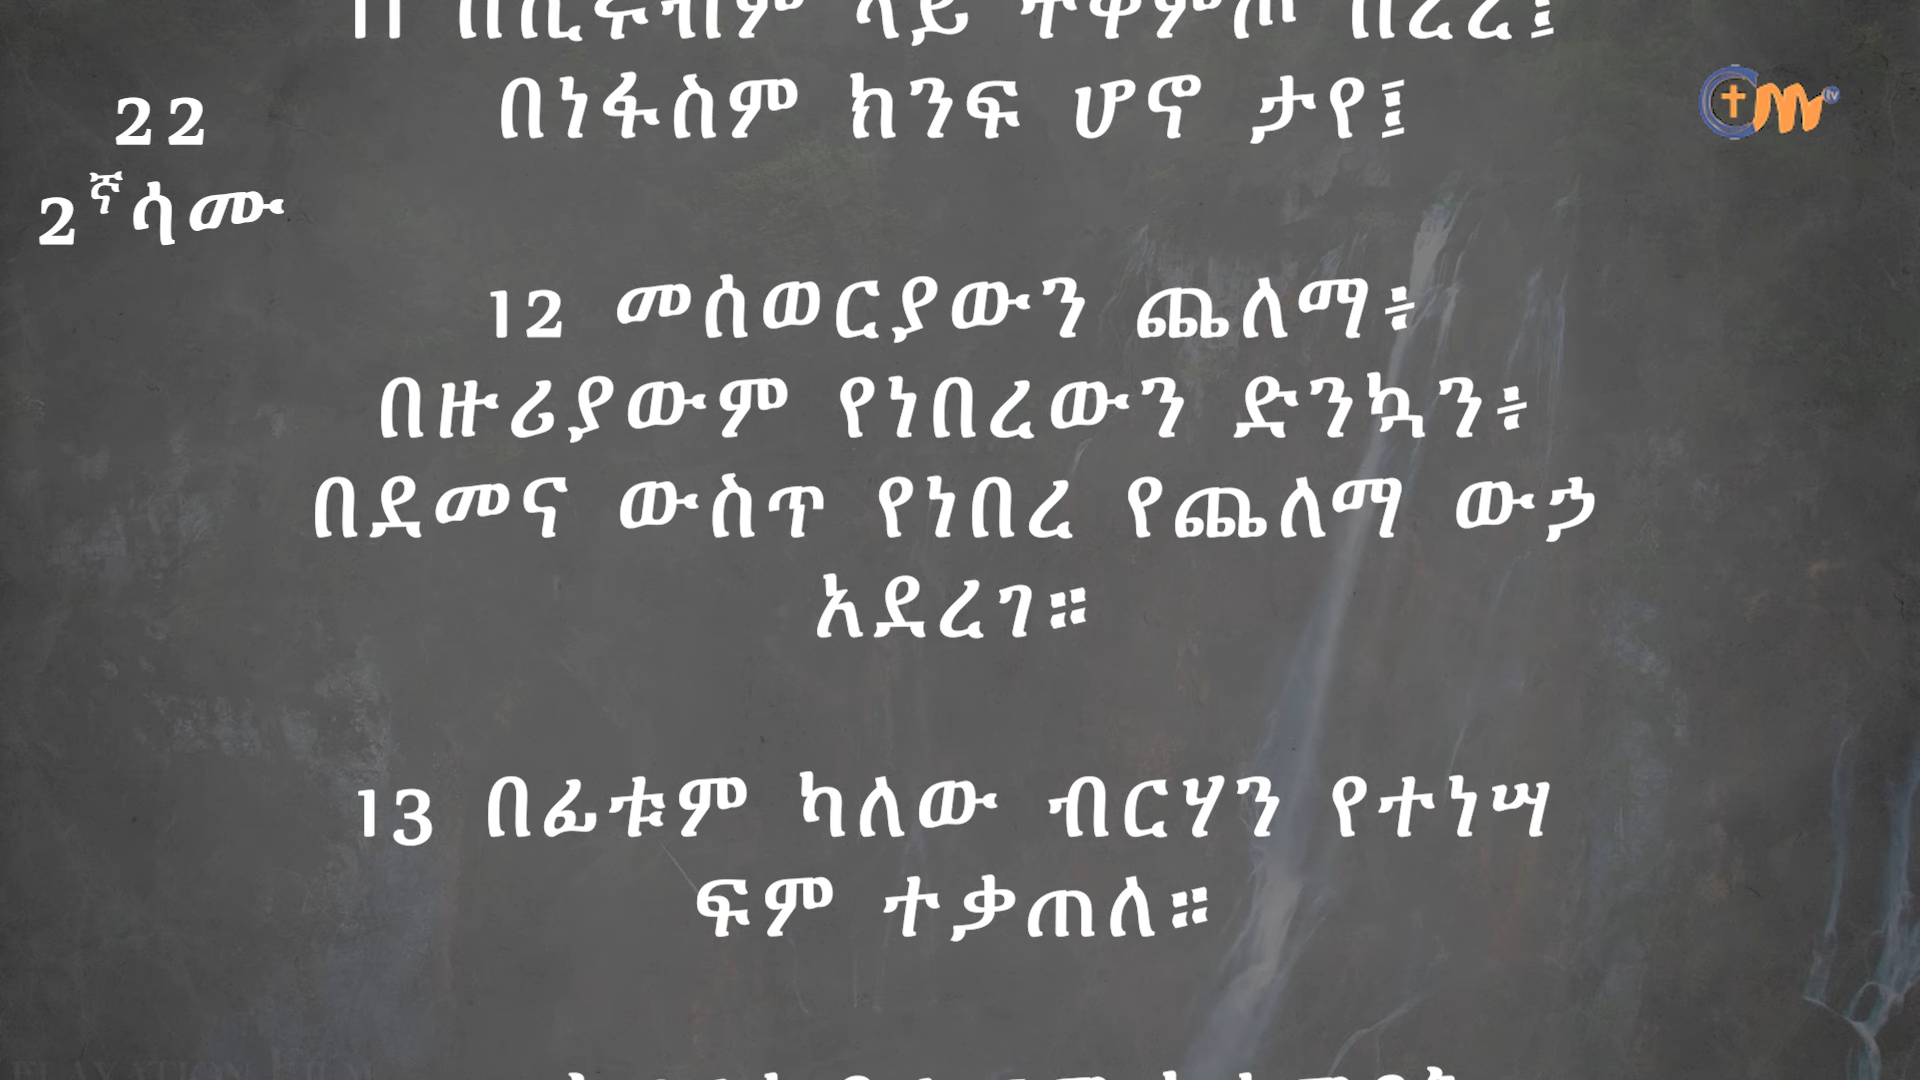 22
2ኛሳሙ
በነፋስም ክንፍ ሆኖ ታየ፤
12 መሰወርያውን ጨለማ፥
በዙሪያውም የነበረውን ድንኳን፥
በደመና ውስጥ የነበረ የጨለማ ውኃ
አደረገ።
13 በፊቱም ካለው ብርሃን የተነሣ
ፍም ተቃጠለ።